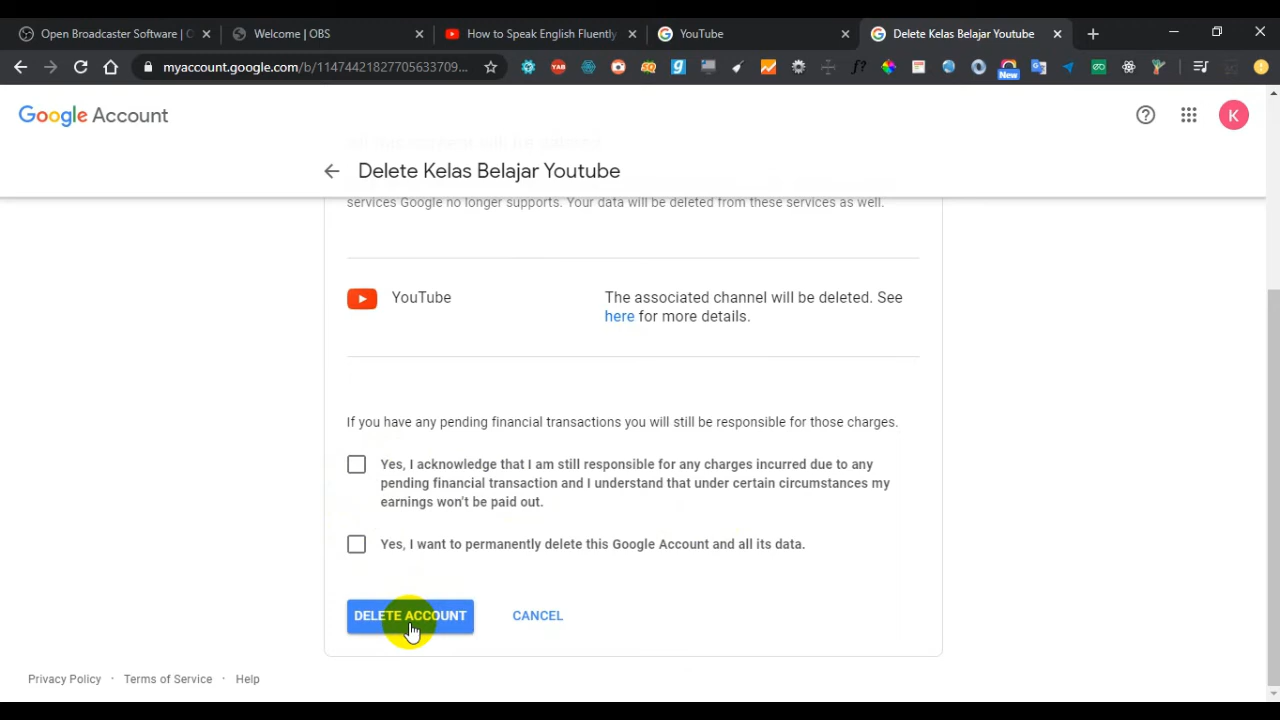 Open Broadcaster Software | O
Welcome | OBS
How to Speak English Fluently
YouTube
Delete Kelas Belajar Youtube
myaccount.google.com/b/11474421827705633709...
New
Google Account
K
Delete Kelas Belajar Youtube
services Google no longer supports. Your data will be deleted from these services as well.
YouTube
The associated channel will be deleted. See
here for more details.
If you have any pending financial transactions you will still be responsible for those charges.
Yes, I acknowledge that I am still responsible for any charges incurred due to any
pending financial transaction and I understand that under certain circumstances my
earnings won't be paid out.
Yes, I want to permanently delete this Google Account and all its data.
DELETE ACCOUNT
CANCEL
Privacy Policy · Terms of Service · Help